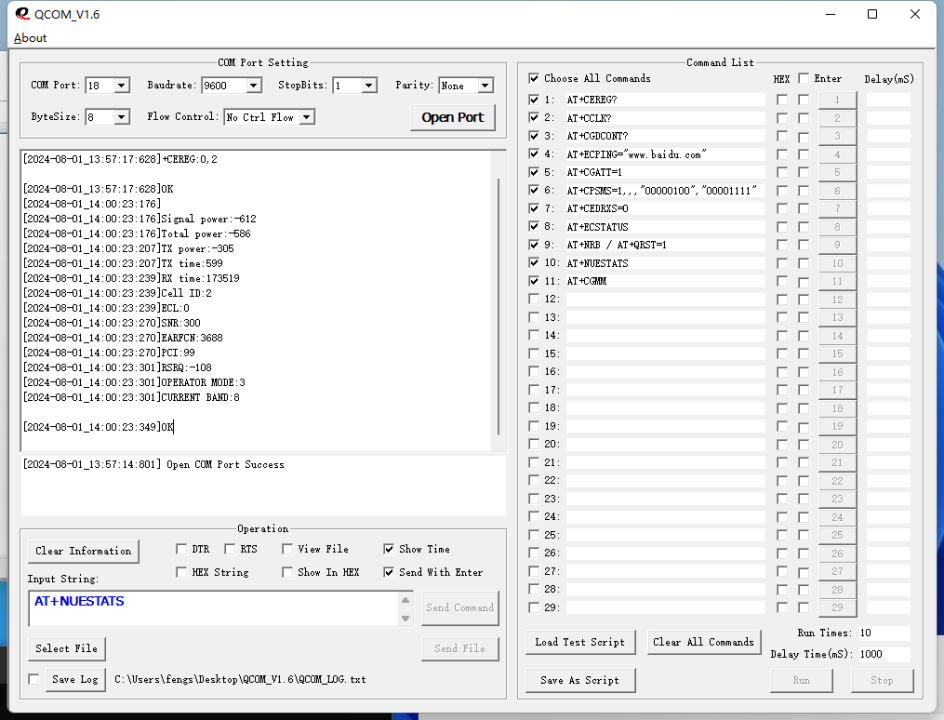 QCOM_V1.6
About
COM Port Setting
COM Port: 18 Baudrate: 9600 StopBits: 1 Parity: None
ByteSize: 8 Flow Control: No Ctrl Flow Open Port
[2024-08-01_13:57:17:628]+CEREG:0,2
[2024-08-01_13:57:17:628]OK
[2024-08-01_14:00:23:176]
[2024-08-01_14:00:23:176]Signal power:-612
[2024-08-01_14:00:23:176]Total power:-586
[2024-08-01_14:00:23:207]TX power:-305
[2024-08-01_14:00:23:207]TX time:599
[2024-08-01_14:00:23:239]RX time:173519
[2024-08-01_14:00:23:239]Cell ID:2
[2024-08-01_14:00:23:239]ECL:0
[2024-08-01_14:00:23:270]SNR:300
[2024-08-01_14:00:23:270]EARFCN:3688
[2024-08-01_14:00:23:270]PCI:99
[2024-08-01_14:00:23:301]RSRQ:-108
[2024-08-01_14:00:23:301]OPERATOR MODE:3
[2024-08-01_14:00:23:301]CURRENT BAND:8
[2024-08-01_14:00:23:349]OK
[2024-08-01_13:57:14:801] Open COM Port Success
Operation
Clear Information DTR RTS View File Show Time
HEX String Show In HEX Send With Enter
Input String:
AT+NUESTATS
Send Command
Select File Send File
Save Log C:\Users\fengs\Desktop\QCOM_V1.6\QCOM_LOG.txt
Command List
Choose All Commands HEX Enter Delay(mS)
1: AT+CEREG? 1
2: AT+CCLK? 2
3: AT+CGDCONT? 3
4: AT+ECPING="www.baidu.com" 4
5: AT+CGATT=1 5
6: AT+CPSMS=1,,,"00000100","00001111" 6
7: AT+CEDRXS=0 7
8: AT+ECSTATUS 8
9: AT+NRB / AT+QRST=1 9
10: AT+NUESTATS 10
11: AT+CGMM 11
12: 12
13: 13
14: 14
15: 15
16: 16
17: 17
18: 18
19: 19
20: 20
21: 21
22: 22
23: 23
24: 24
25: 25
26: 26
27: 27
28: 28
29: 29
Load Test Script Clear All Commands Run Times: 10
Delay Time(mS): 1000
Save As Script Run Stop